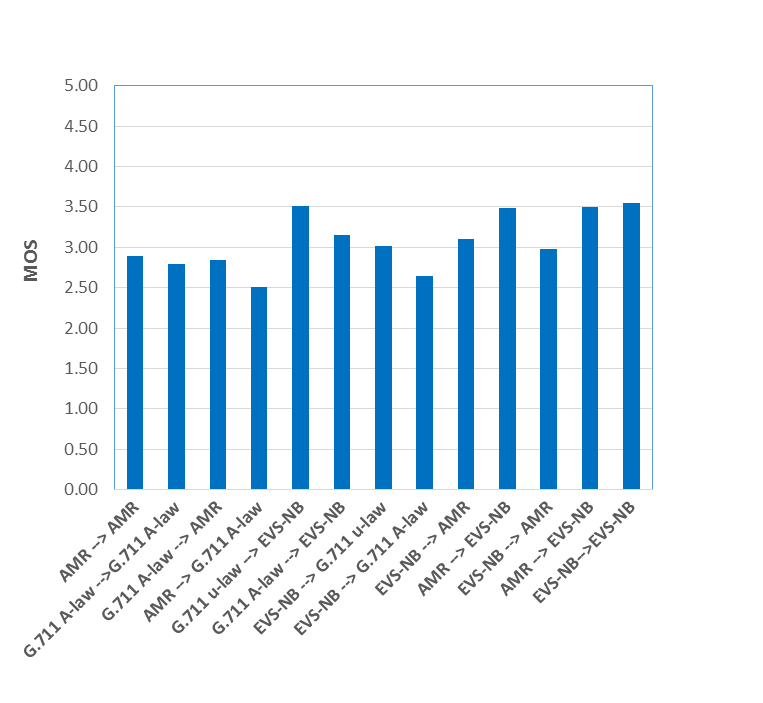 5.00
4.50
4.00
3.50
3.00
2.50
2.00
1.50
1.00
0.50
0.00
MOS
AMR --> AMR
G.711 A-law -->G.711 A-law
G.711 A-law --> AMR
AMR --> G.711 A-law
G.711 u-law --> EVS-NB
G.711 A-law --> EVS-NB
EVS-NB --> G.711 u-law
EVS-NB --> G.711 A-law
EVS-NB --> AMR
AMR --> EVS-NB
EVS-NB --> AMR
AMR --> EVS-NB
EVS-NB-->EVS-NB